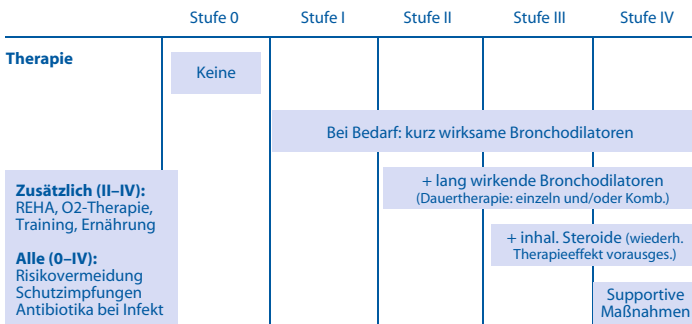 Stufe 0 Stufe I Stufe II Stufe III Stufe IV
Therapie
Keine
Bei Bedarf: kurz wirksame Bronchodilatoren
+ lang wirkende Bronchodilatoren
(Dauertherapie: einzeln und/oder Komb.)
+ inhal. Steroide (wiederh.
Therapieeffekt vorausges.)
Supportive
Maßnahmen
Zusätzlich (II–IV):
REHA, O2-Therapie,
Training, Ernährung
Alle (0–IV):
Risikovermeidung
Schutzimpfungen
Antibiotika bei Infekt